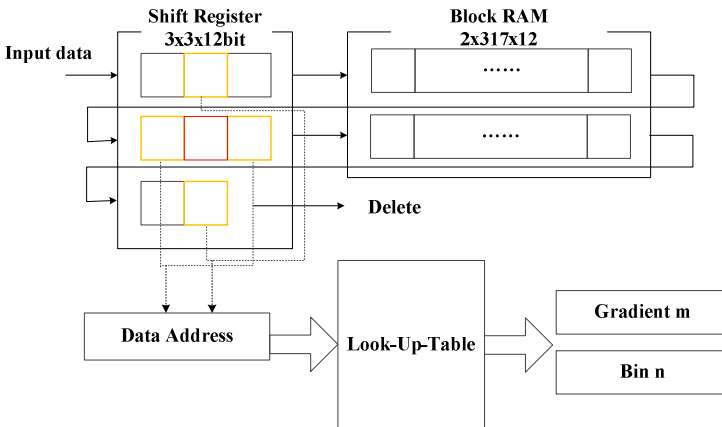 Shift Register
3x3x12bit
Block RAM
2x317x12
Input data
......
......
Delete
Data Address
Look-Up-Table
Gradient m
Bin n